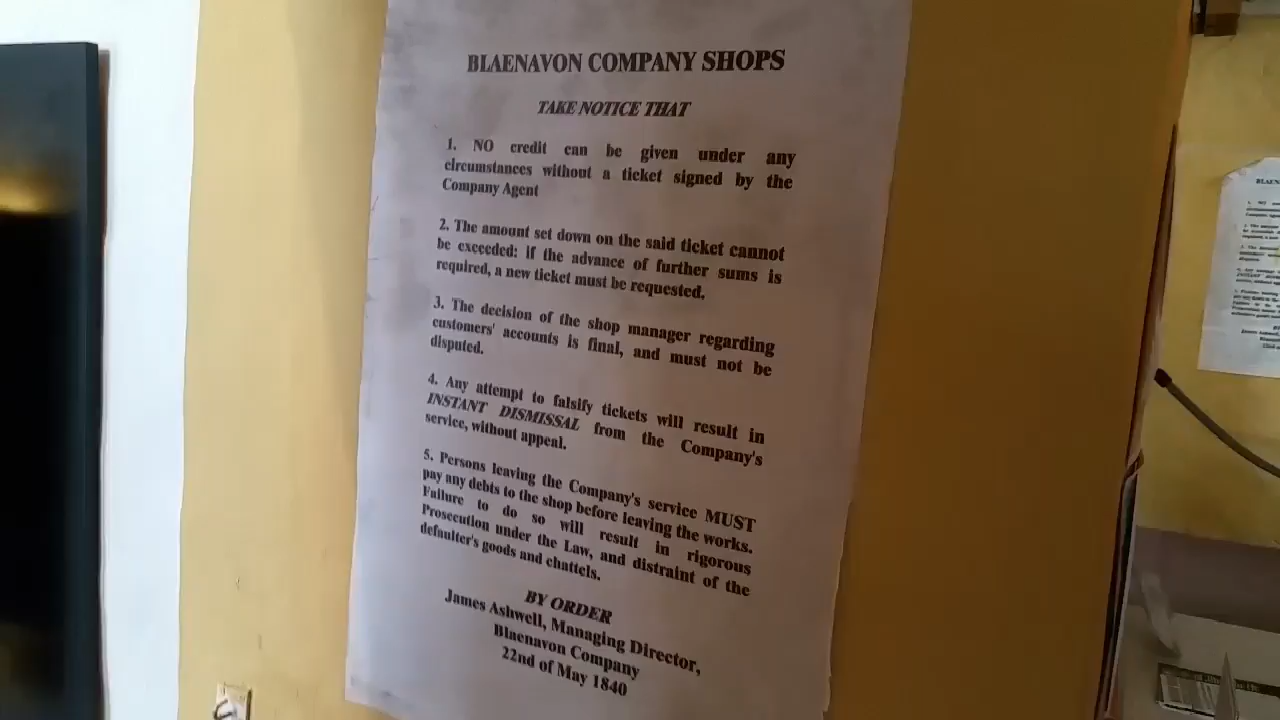 BLAENAVON COMPANY SHOPS
TAKE NOTICE THAT
1. NO credit can be given under any
circumstances without a ticket signed by the
Company Agent
2. The amount set down on the said ticket cannot
be exceeded: if the advance of further sums is
required, a new ticket must be requested.
3. The decision of the shop manager regarding
customers' accounts is final, and must not be
disputed.
4. Any attempt to falsify tickets will result in
INSTANT DISMISSAL from the Company's
service, without appeal.
5. Persons leaving the Company's service MUST
pay any debts to the shop before leaving the works.
Failure to do so will result in rigorous
Prosecution under the Law, and distraint of the
defaulter's goods and chattels.
BY ORDER
James Ashwell, Managing Director,
Blaenavon Company
22nd of May 1840